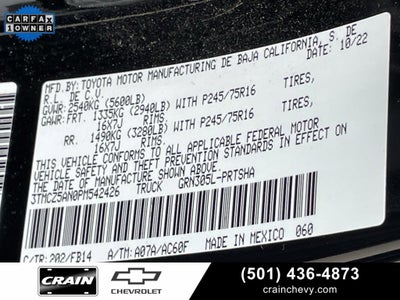 CARFAX
1 OWNER
MFD.BY:TOYOTA MOTOR MANUFACTURING DE BAJA CALIFORNIA, S. DE
R.L. DE C.V. DATE: 10/22
GVWR: 2540KG (5600LB)
GAWR:FRT. 1335KG (2940LB) WITH P245/75R16 TIRES,
16X7J
RR. 1490KG (3280LB) WITH P245/75R16 TIRES,
16X7J
THIS VEHICLE CONFORMS TO ALL APPLICABLE FEDERAL MOTOR
VEHICLE SAFETY AND THEFT PREVENTION STANDARDS IN EFFECT
ON THE DATE OF MANUFACTURE SHOWN ABOVE.
3TMCZ5AN0PM542426 TRUCK GRN305L-PRTSHA
C/TR: 202/FB14 A/TM: A07A/AC60F MADE IN MEXICO 060
CRAIN
CHEVROLET
(501) 436-4873
www.crainchevy.com